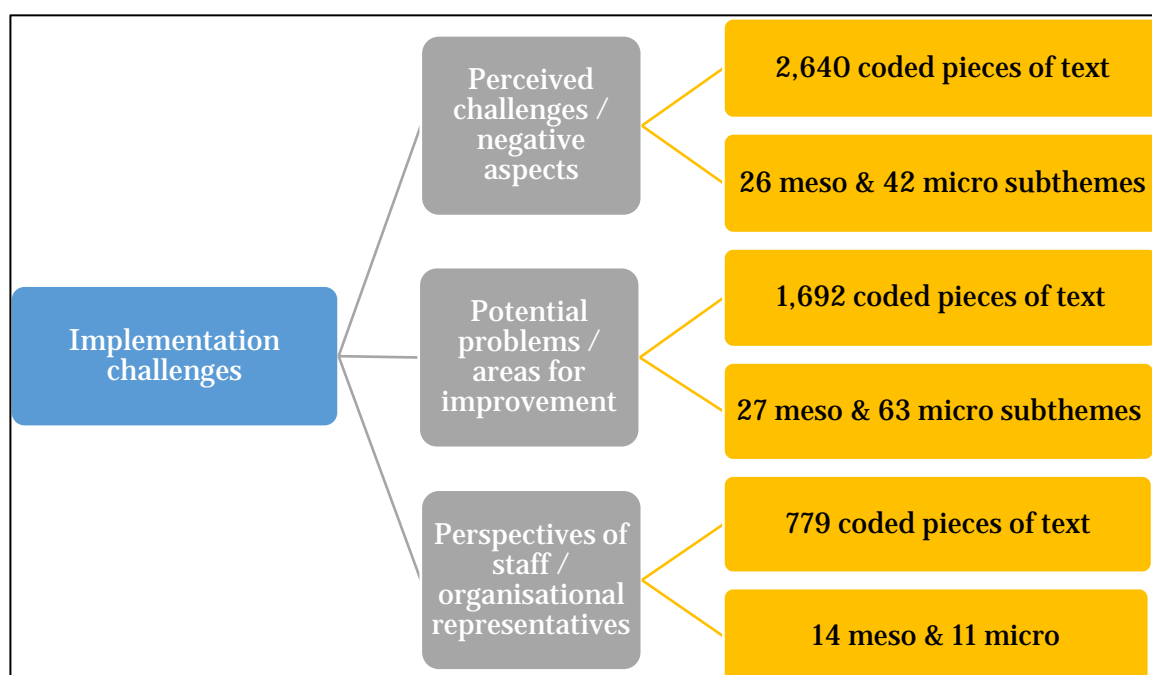 Implementation
challenges
Perceived
challenges /
negative
aspects
2,640 coded pieces of text
26 meso & 42 micro subthemes
Potential
problems /
areas for
improvement
1,692 coded pieces of text
27 meso & 63 micro subthemes
Perspectives of
staff /
organisational
representatives
779 coded pieces of text
14 meso & 11 micro